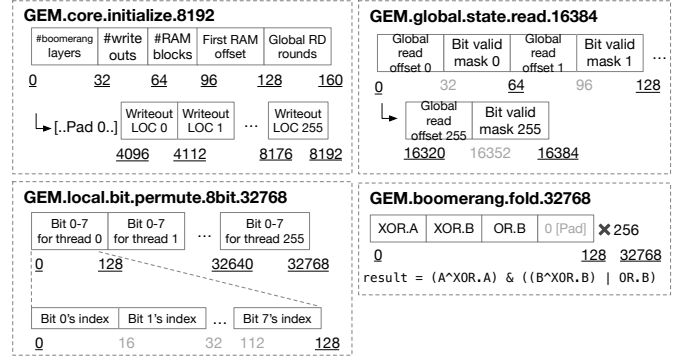 GEM.core.initialize.8192
#boomerang layers
#write outs
#RAM blocks
First RAM offset
Global RD rounds
0 32 64 96 128 160
[..Pad 0..]
Writeout LOC 0
Writeout LOC 1
...
Writeout LOC 255
4096 4112 8176 8192
GEM.global.state.read.16384
Global read offset 0
Bit valid mask 0
Global read offset 1
Bit valid mask 1
...
0 32 64 96 128
Global read offset 255
Bit valid mask 255
16320 16352 16384
GEM.local.bit.permute.8bit.32768
Bit 0-7 for thread 0
Bit 0-7 for thread 1
...
Bit 0-7 for thread 255
0 128 32640 32768
Bit 0's index
Bit 1's index
...
Bit 7's index
0 16 32 112 128
GEM.boomerang.fold.32768
XOR.A XOR.B OR.B 0 [Pad] ×256
0 128 32768
result = (A^XOR.A) & ((B^XOR.B) | OR.B)